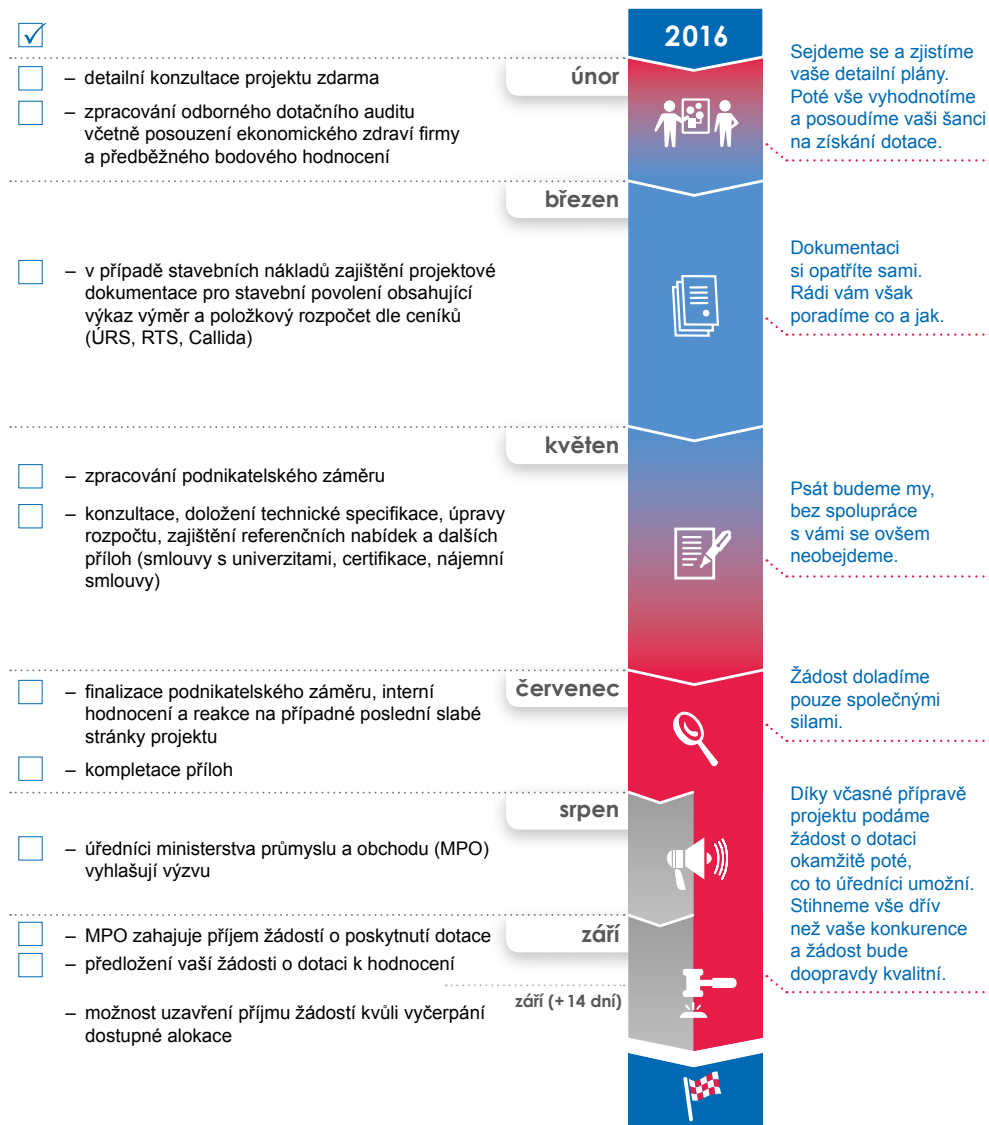 2016
únor
– detailní konzultace projektu zdarma
– zpracování odborného dotačního auditu
včetně posouzení ekonomického zdraví firmy
a předběžného bodového hodnocení
Sejdeme se a zjistíme
vaše detailní plány.
Poté vše vyhodnotíme
a posoudíme vaši šanci
na získání dotace.
březen
– v případě stavebních nákladů zajištění projektové
dokumentace pro stavební povolení obsahující
výkaz výměr a položkový rozpočet dle ceníků
(ÚRS, RTS, Callida)
Dokumentaci
si opatříte sami.
Rádi vám však
poradíme co a jak.
květen
– zpracování podnikatelského záměru
– konzultace, doložení technické specifikace, úpravy
rozpočtu, zajištění referenčních nabídek a dalších
příloh (smlouvy s univerzitami, certifikace, nájemní
smlouvy)
Psát budeme my,
bez spolupráce
s vámi se ovšem
neobejdeme.
červenec
– finalizace podnikatelského záměru, interní
hodnocení a reakce na případné poslední slabé
stránky projektu
– kompletace příloh
Žádost doladíme
pouze společnými
silami.
srpen
– úředníci ministerstva průmyslu a obchodu (MPO)
vyhlašují výzvu
Díky včasné přípravě
projektu podáme
žádost o dotaci
okamžitě poté,
co to úředníci umožní.
Stihneme vše dřív
než vaše konkurence
a žádost bude
doopravdy kvalitní.
září
– MPO zahajuje příjem žádostí o poskytnutí dotace
– předložení vaší žádosti o dotaci k hodnocení
září (+ 14 dní)
– možnost uzavření příjmu žádostí kvůli vyčerpání
dostupné alokace